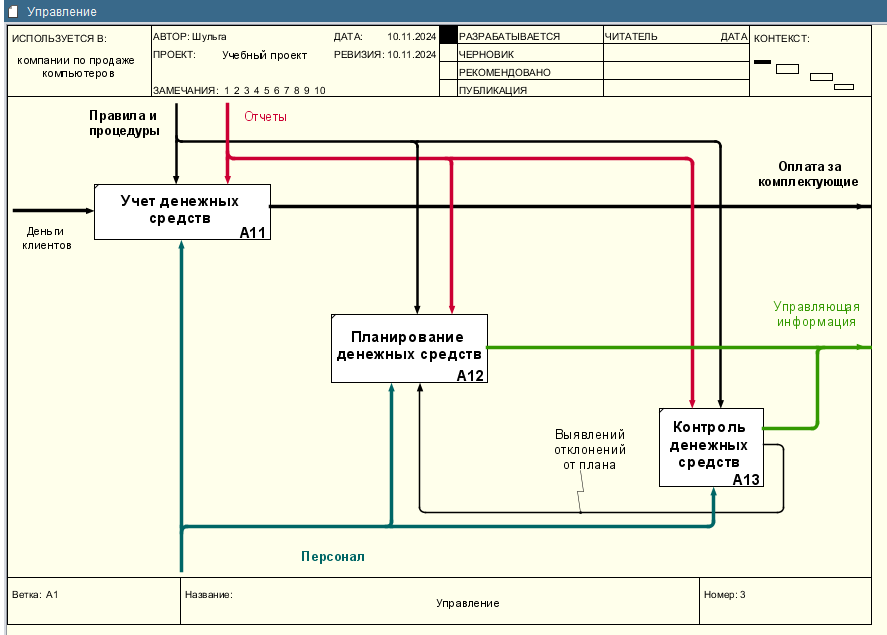 Управление
ИСПОЛЬЗУЕТСЯ В:
компании по продаже
компьютеров
АВТОР: Шульга
ДАТА: 10.11.2024
ПРОЕКТ: Учебный проект
РЕВИЗИЯ: 10.11.2024
ЗАМЕЧАНИЯ: 1 2 3 4 5 6 7 8 9 10
РАЗРАБАТЫВАЕТСЯ
ЧЕРНОВИК
РЕКОМЕНДОВАНО
ПУБЛИКАЦИЯ
ЧИТАТЕЛЬ ДАТА
КОНТЕКСТ:
Правила и
процедуры
Отчеты
Оплата за
комплектующие
Учет денежных
средств
A11
Деньги
клиентов
Управляющая
информация
Планирование
денежных средств
A12
Контроль
денежных
средств
A13
Выявлений
отклонений
от плана
Персонал
Ветка: A1
Название:
Управление
Номер: 3